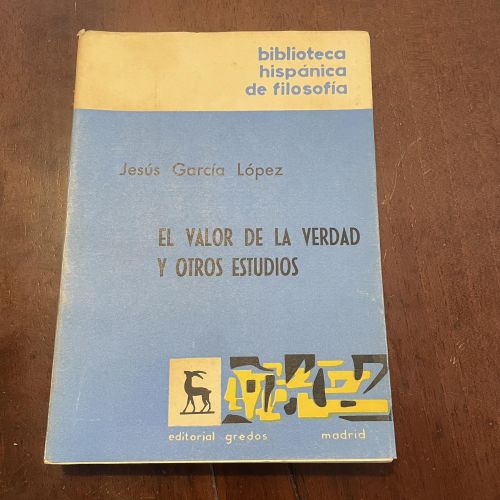 biblioteca
hispánica
de filosofía
Jesús García López
EL VALOR DE LA VERDAD
Y OTROS ESTUDIOS
editorial gredos madrid